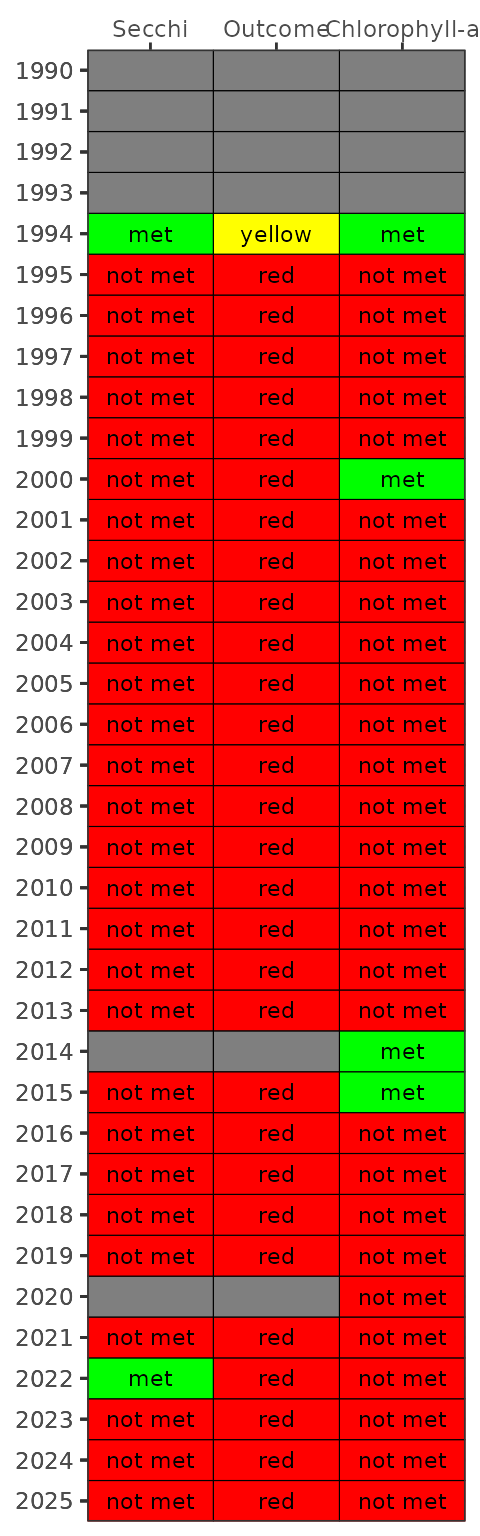 Secchi Outcome Chlorophyll-a
1990
1991
1992
1993
1994 met yellow met
1995 not met red not met
1996 not met red not met
1997 not met red not met
1998 not met red not met
1999 not met red not met
2000 not met red met
2001 not met red not met
2002 not met red not met
2003 not met red not met
2004 not met red not met
2005 not met red not met
2006 not met red not met
2007 not met red not met
2008 not met red not met
2009 not met red not met
2010 not met red not met
2011 not met red not met
2012 not met red not met
2013 not met red not met
2014 met
2015 not met red met
2016 not met red not met
2017 not met red not met
2018 not met red not met
2019 not met red not met
2020 not met
2021 not met red not met
2022 met red not met
2023 not met red not met
2024 not met red not met
2025 not met red not met